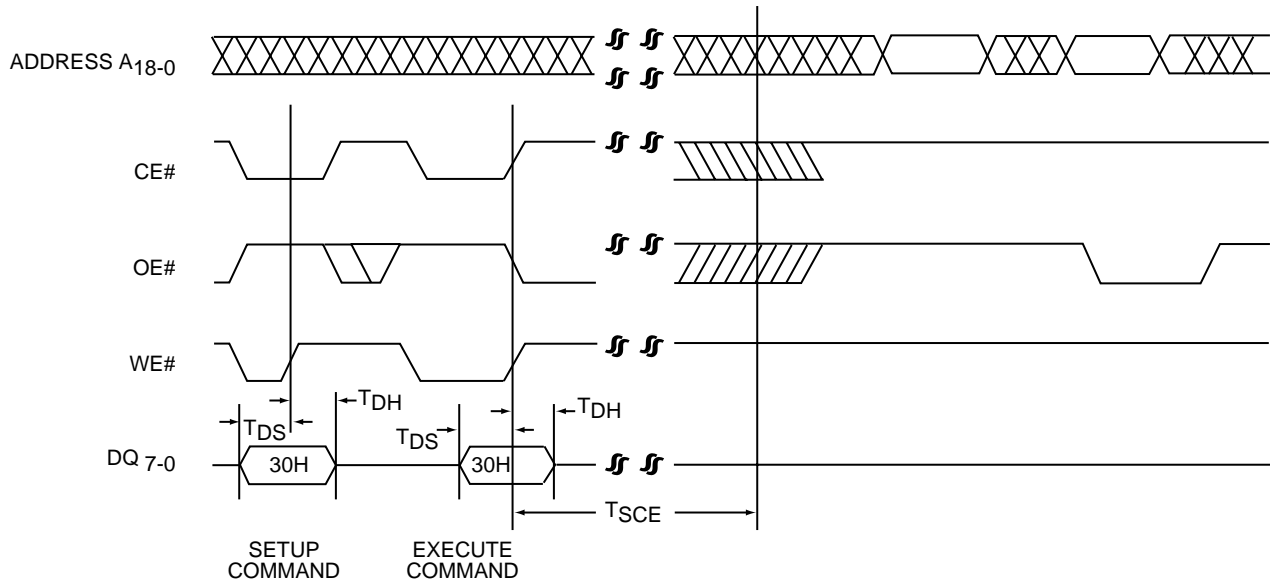 ADDRESS A18-0
CE#
OE#
WE#
TDH
TDS
TDH
TDS
DQ 7-0
30H
30H
TSCE
SETUP
COMMAND
EXECUTE
COMMAND